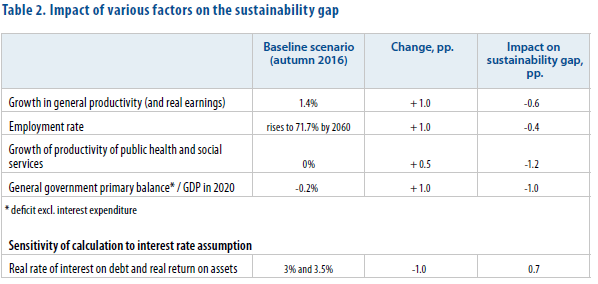 Table 2. Impact of various factors on the sustainability gap
Baseline scenario (autumn 2016) Change, pp. Impact on sustainability gap, pp.
Growth in general productivity (and real earnings) 1.4% + 1.0 -0.6
Employment rate rises to 71.7% by 2060 + 1.0 -0.4
Growth of productivity of public health and social services 0% + 0.5 -1.2
General government primary balance* / GDP in 2020 -0.2% + 1.0 -1.0
* deficit excl. interest expenditure
Sensitivity of calculation to interest rate assumption
Real rate of interest on debt and real return on assets 3% and 3.5% -1.0 0.7